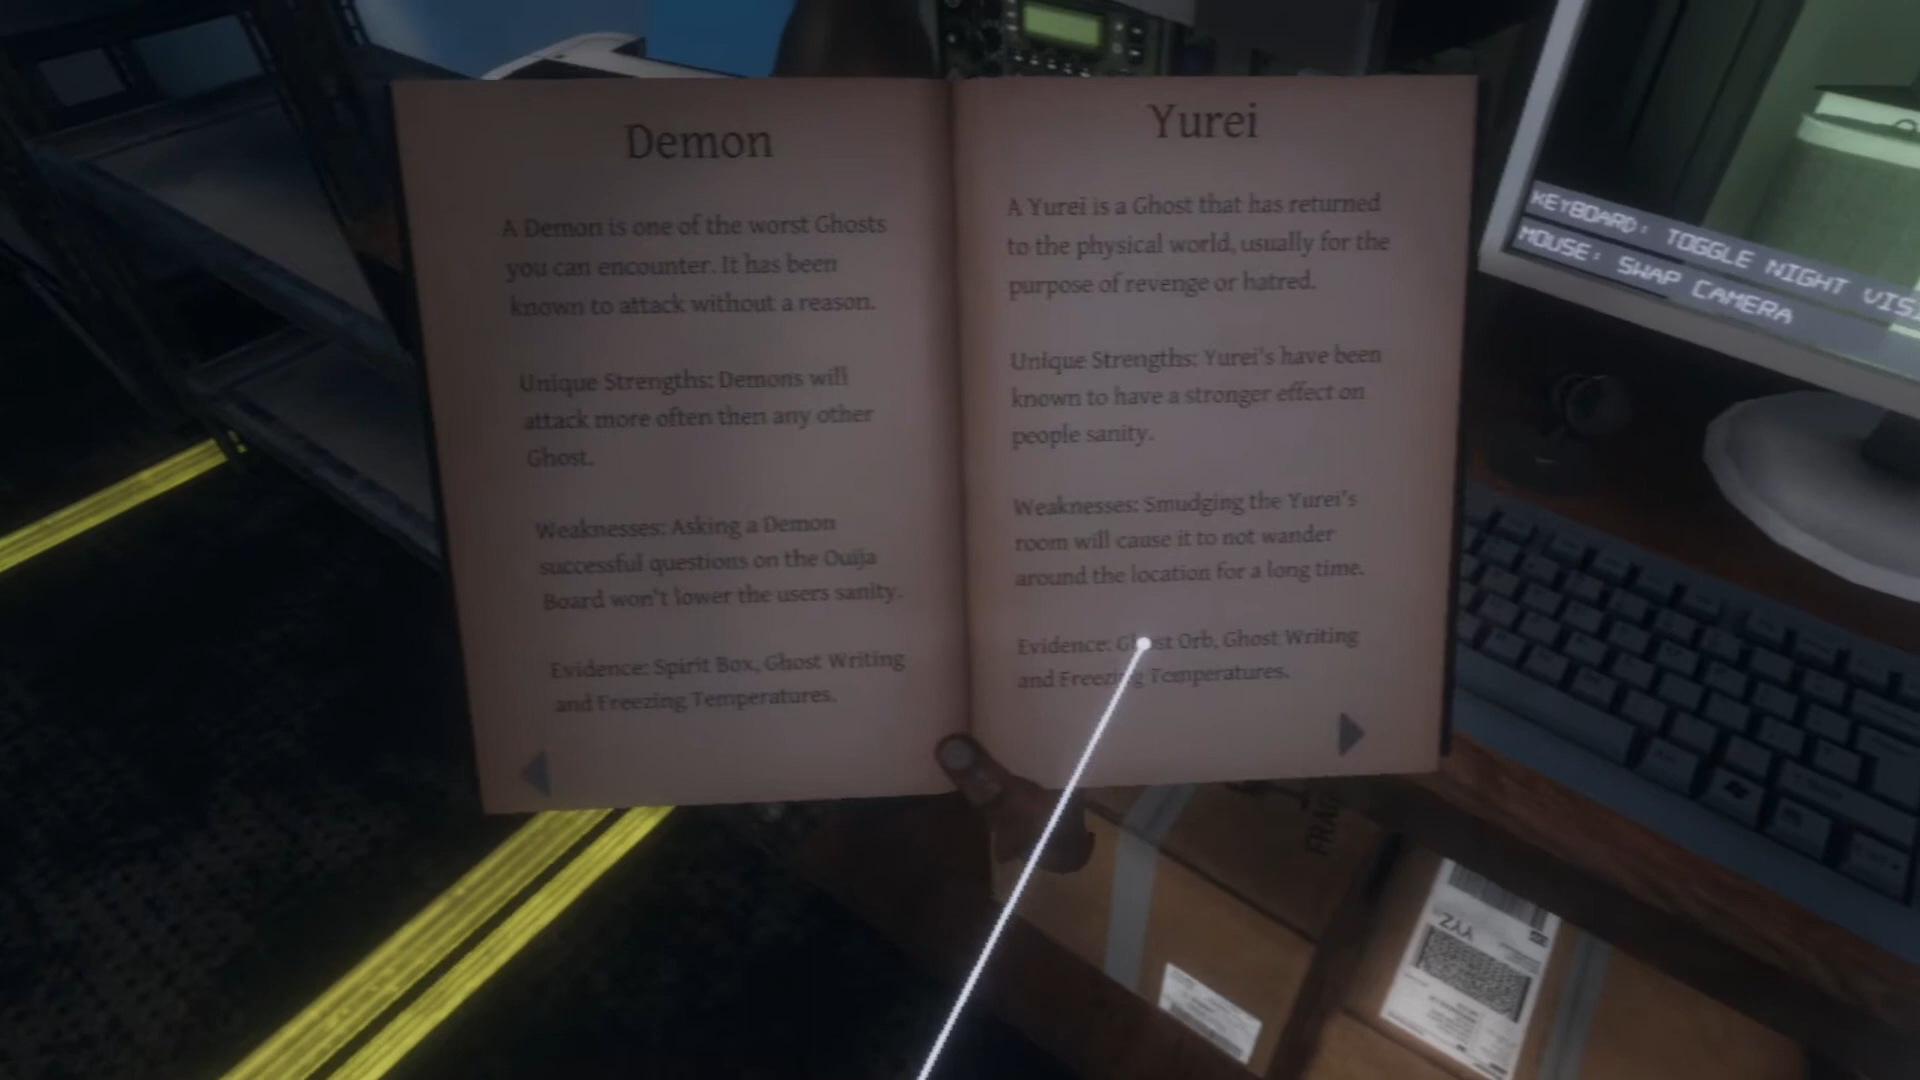 Demon
A Demon is one of the worst Ghosts
you can encounter. It has been
known to attack without a reason.
Unique Strengths: Demons will
attack more often then any other
Ghost.
Weaknesses: Asking a Demon
successful questions on the Ouija
Board won't lower the users sanity.
Evidence: Spirit Box, Ghost Writing
and Freezing Temperatures.
Yurei
A Yurei is a Ghost that has returned
to the physical world, usually for the
purpose of revenge or hatred.
Unique Strengths: Yurei's have been
known to have a stronger effect on
people sanity.
Weaknesses: Smudging the Yurei's
room will cause it to not wander
around the location for a long time.
Evidence: Ghost Orb, Ghost Writing
and Freezing Temperatures.
KEYBOARD: TOGGLE NIGHT VIS
MOUSE: SWAP CAMERA
ZYY